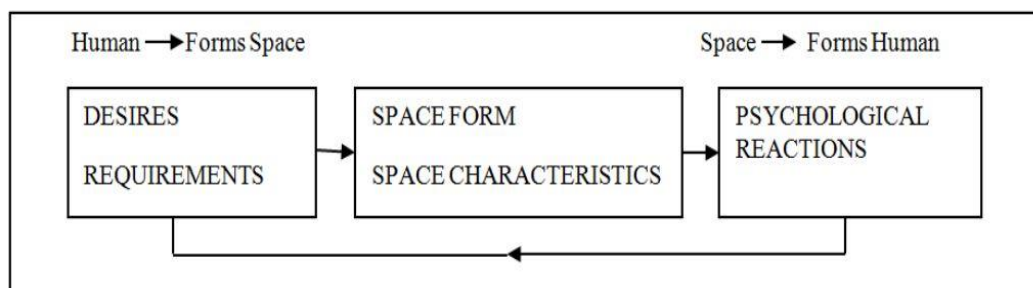 Human → Forms Space
Space → Forms Human
DESIRES
REQUIREMENTS
SPACE FORM
SPACE CHARACTERISTICS
PSYCHOLOGICAL
REACTIONS